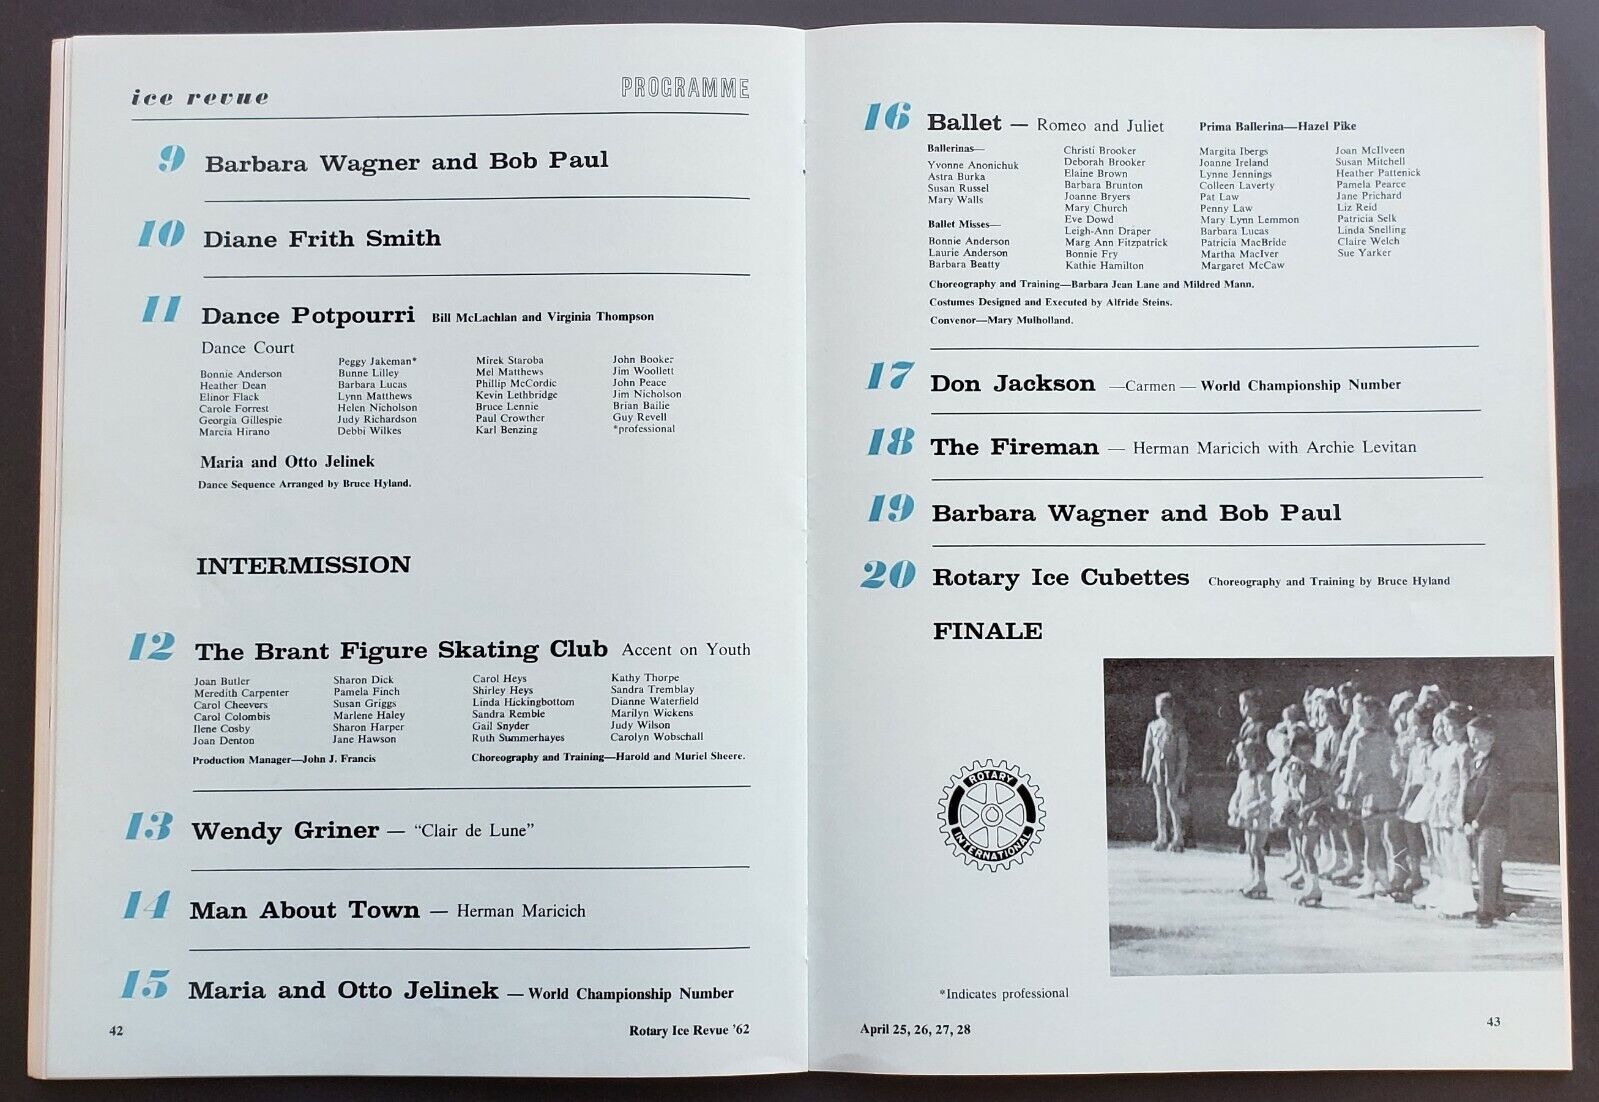 ice revue
PROGRAMME
9 Barbara Wagner and Bob Paul
10 Diane Frith Smith
11 Dance Potpourri Bill McLachlan and Virginia Thompson
Dance Court
Bonnie Anderson
Heather Dean
Elinor Flack
Carole Forrest
Georgia Gillespie
Marcia Hirano
Peggy Jakeman*
Bunne Lilley
Barbara Lucas
Lynn Matthews
Helen Nicholson
Judy Richardson
Debbi Wilkes
Mirek Staroba
Mel Matthews
Phillip McCordic
Kevin Lethbridge
Bruce Lennie
Paul Crowther
Karl Benzing
John Booker
Jim Woollett
John Peace
Jim Nicholson
Brian Bailie
Guy Revell
*professional
Maria and Otto Jelinek
Dance Sequence Arranged by Bruce Hyland.
INTERMISSION
12 The Brant Figure Skating Club Accent on Youth
Joan Butler
Meredith Carpenter
Carol Cheevers
Carol Colombis
Ilene Cosby
Joan Denton
Sharon Dick
Pamela Finch
Susan Griggs
Marlene Haley
Sharon Harper
Jane Hawson
Carol Heys
Shirley Heys
Linda Hickingbottom
Sandra Remble
Gail Snyder
Ruth Summerhayes
Kathy Thorpe
Sandra Tremblay
Dianne Waterfield
Marilyn Wickens
Judy Wilson
Carolyn Wobschall
Production Manager—John J. Francis
Choreography and Training—Harold and Muriel Sheere.
13 Wendy Griner — "Clair de Lune"
14 Man About Town — Herman Maricich
15 Maria and Otto Jelinek — World Championship Number
42
Rotary Ice Revue '62
16 Ballet — Romeo and Juliet Prima Ballerina—Hazel Pike
Ballerinas—
Yvonne Anonichuk
Astra Burka
Susan Russel
Mary Walls
Ballet Misses—
Bonnie Anderson
Laurie Anderson
Barbara Beatty
Christi Brooker
Deborah Brooker
Elaine Brown
Barbara Brunton
Joanne Bryers
Mary Church
Eve Dowd
Leigh-Ann Draper
Marg Ann Fitzpatrick
Bonnie Fry
Kathie Hamilton
Margita Ibergs
Joanne Ireland
Lynne Jennings
Colleen Laverty
Pat Law
Penny Law
Mary Lynn Lemmon
Barbara Lucas
Patricia MacBride
Martha MacIver
Margaret McCaw
Joan McIlveen
Susan Mitchell
Heather Pattenick
Pamela Pearce
Jane Prichard
Liz Reid
Patricia Selk
Linda Snelling
Claire Welch
Sue Yarker
Choreography and Training—Barbara Jean Lane and Mildred Mann.
Costumes Designed and Executed by Alfride Steins.
Convenor—Mary Mulholland.
17 Don Jackson —Carmen — World Championship Number
18 The Fireman — Herman Maricich with Archie Levitan
19 Barbara Wagner and Bob Paul
20 Rotary Ice Cubettes Choreography and Training by Bruce Hyland
FINALE
ROTARY
INTERNATIONAL
*Indicates professional
April 25, 26, 27, 28
43